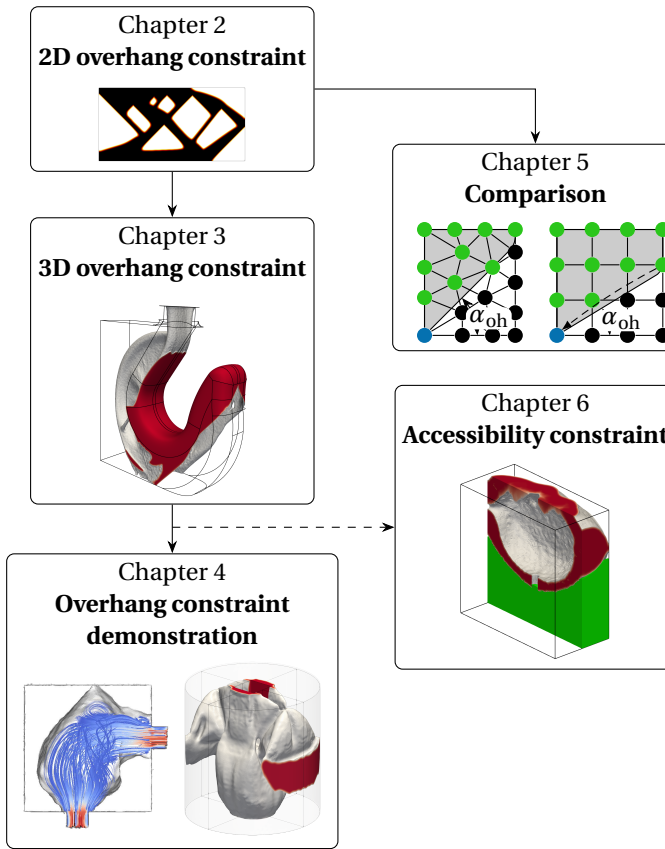 Chapter 2
2D overhang constraint
Chapter 5
Comparison
α_oh
α_oh
Chapter 3
3D overhang constraint
Chapter 6
Accessibility constraint
Chapter 4
Overhang constraint
demonstration